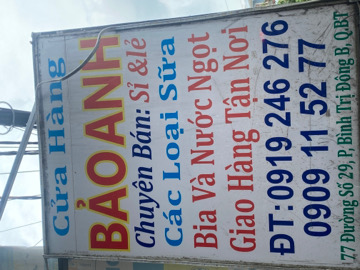 Cửa Hàng
BẢO ANH
Chuyên Bán: Sỉ & lẻ
Các Loại Sữa
Bia Và Nước Ngọt
Giao Hàng Tận Nơi
ĐT: 0919 246 276
0909 11 52 77
77 Đường Số 29, P, Bình Trị Đông B, Q.BT